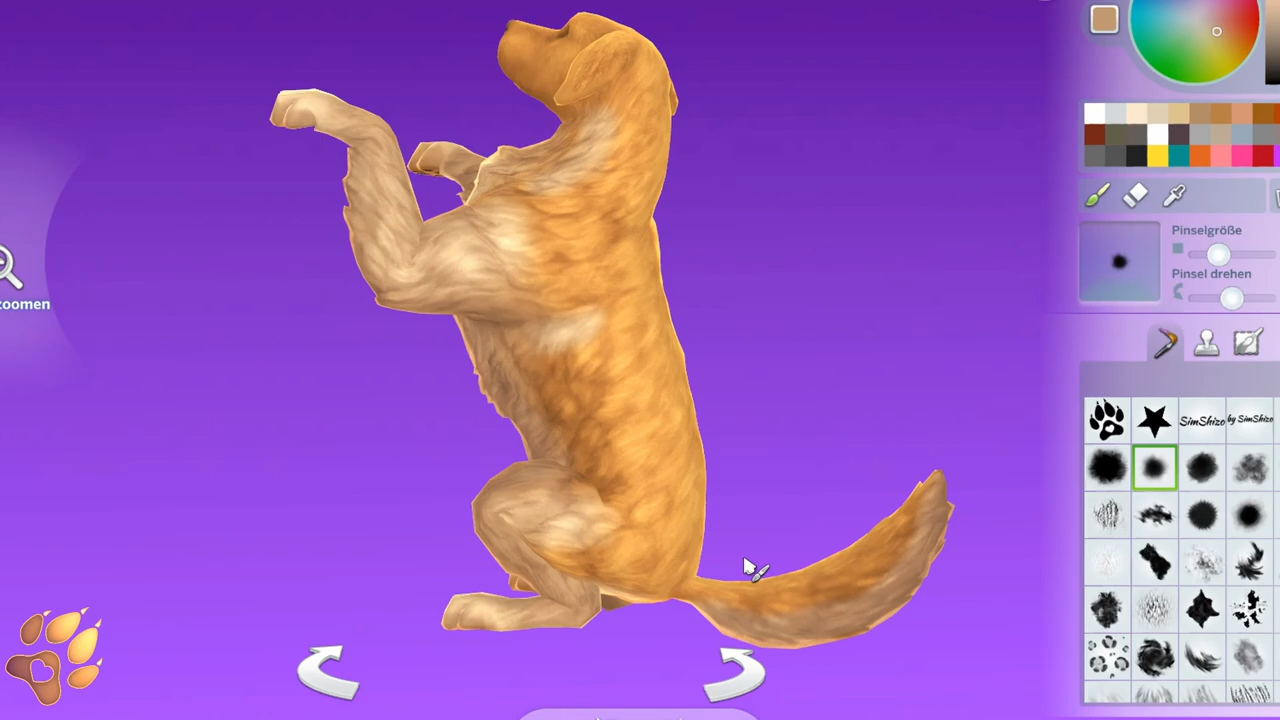 Pinselgröße
Pinsel drehen
zoomen
SimShizo
by SimShizo